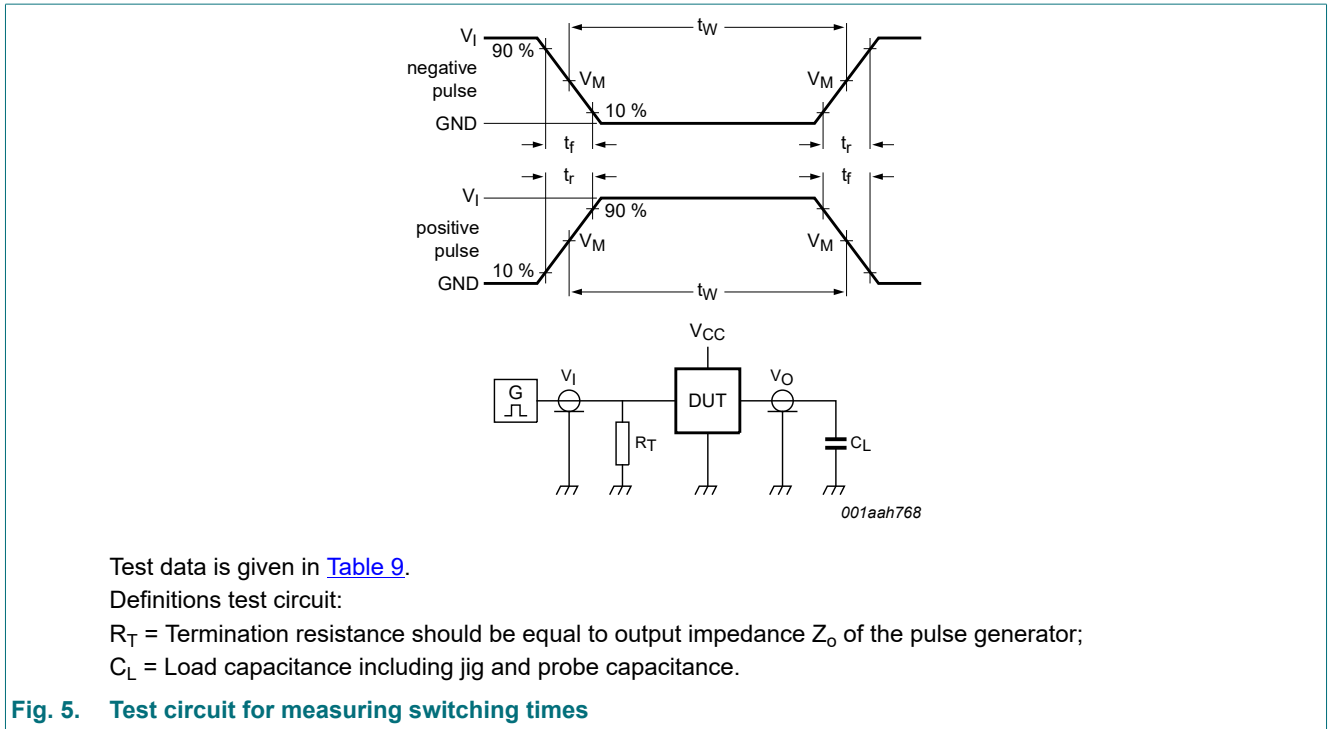 tW
VI
90 %
negative
pulse
VM
VM
10 %
GND
tf
tr
tr
tf
VI
90 %
positive
pulse
VM
VM
10 %
GND
tW
VCC
VI
VO
G
DUT
RT
CL
001aah768
Test data is given in Table 9.
Definitions test circuit:
RT = Termination resistance should be equal to output impedance Zo of the pulse generator;
CL = Load capacitance including jig and probe capacitance.
Fig. 5. Test circuit for measuring switching times